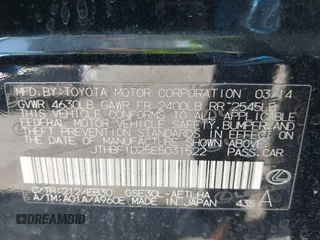 MFD.BY: TOYOTA MOTOR CORPORATION 03/14
GVWR 4630LB GAWR FR 2400LB RR 2545LB
THIS VEHICLE CONFORMS TO ALL APPLICABLE
FEDERAL MOTOR VEHICLE SAFETY, BUMPER, AND
THEFT PREVENTION STANDARDS IN EFFECT ON THE
DATE OF MANUFACTURE SHOWN ABOVE.
PASS.CAR
C/TR:212/EB30 GSE30L-AETLHA
A/TM: A01A/A960E MADE IN JAPAN 435 A
DCAR.BID